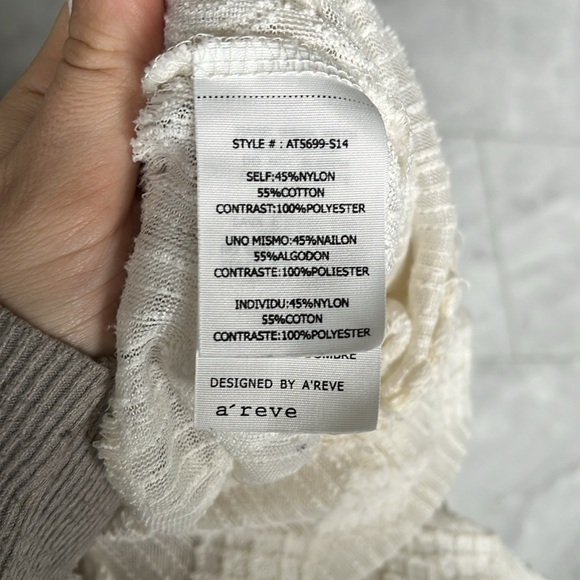 STYLE # : AT5699-S14
SELF:45%NYLON
55%COTTON
CONTRAST:100%POLYESTER
UNO MISMO:45%NAILON
55%ALGODON
CONTRASTE:100%POLIESTER
INDIVIDU:45%NYLON
55%COTON
CONTRASTE:100%POLYESTER
DESIGNED BY A'REVE
a´reve